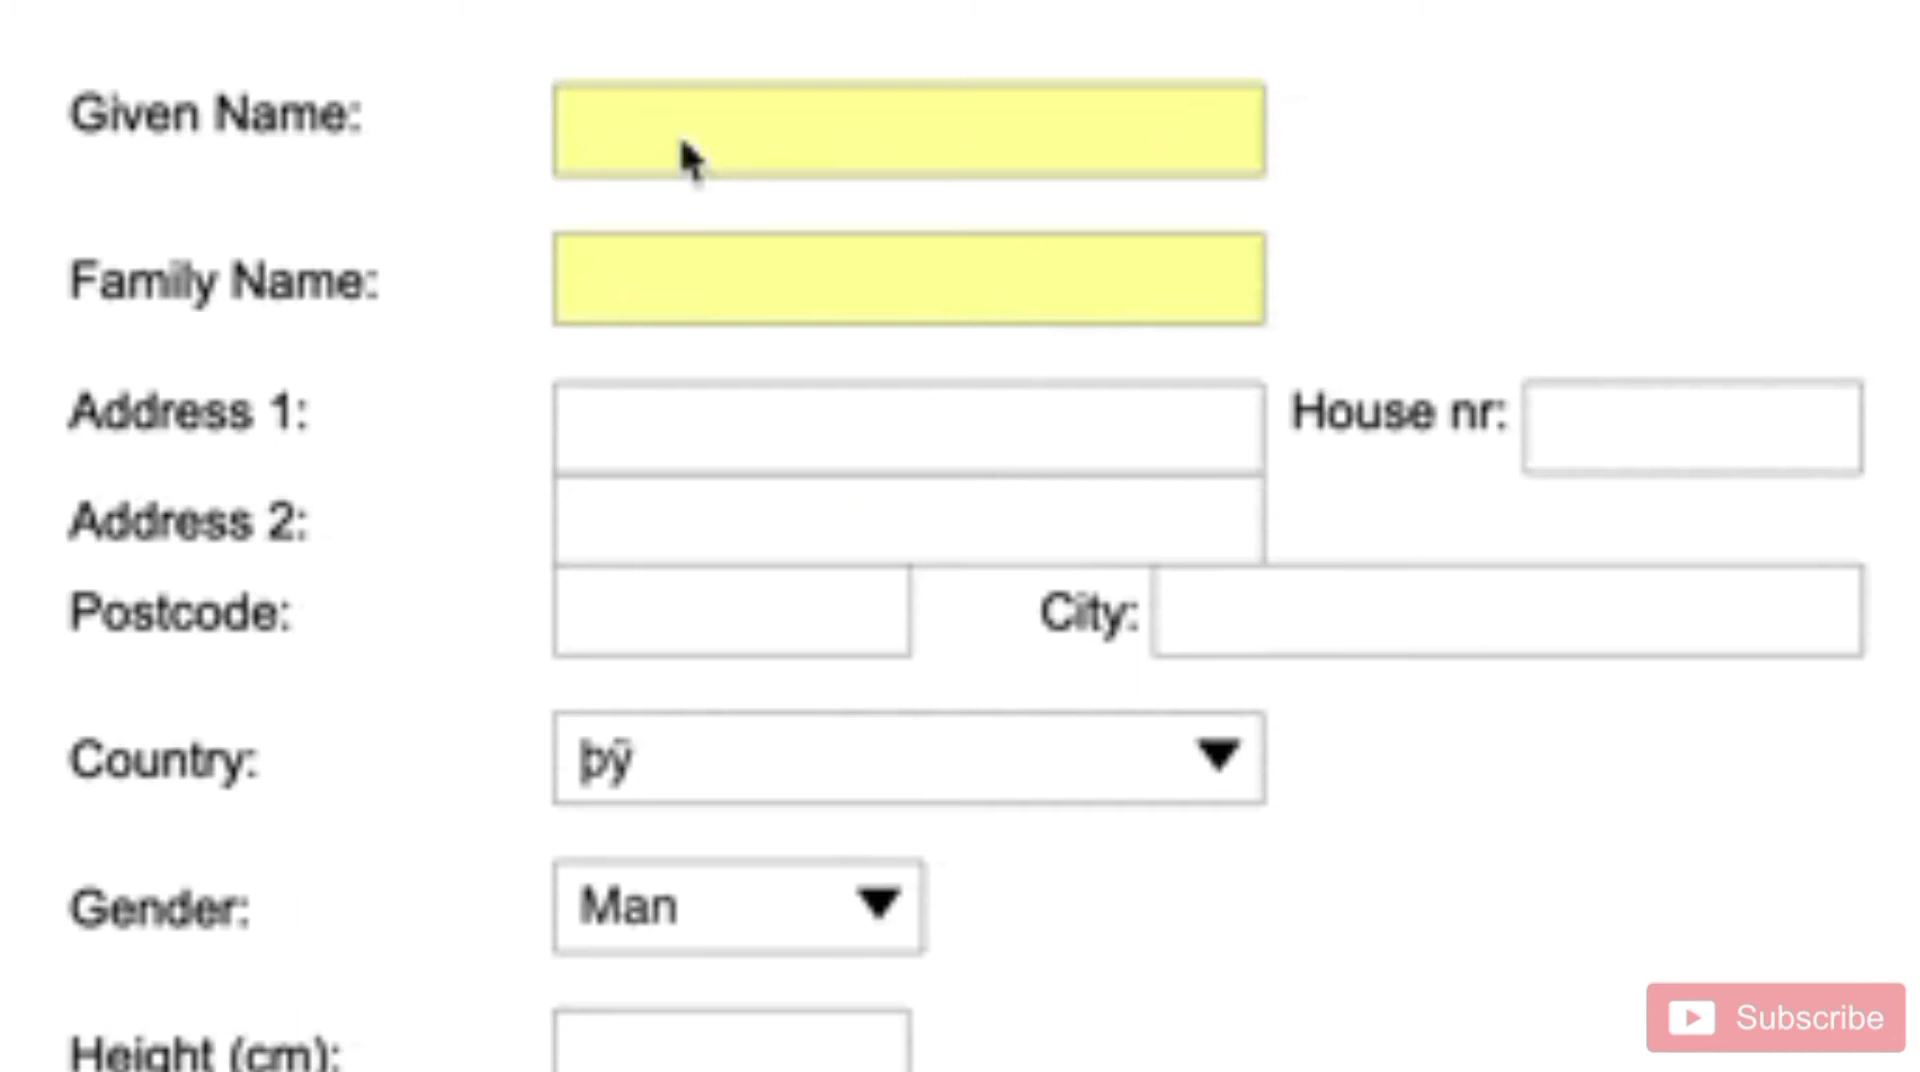 Given Name:
Family Name:
Address 1: House nr:
Address 2:
Postcode: City:
Country: þÿ
Gender: Man
Height (cm):
Subscribe